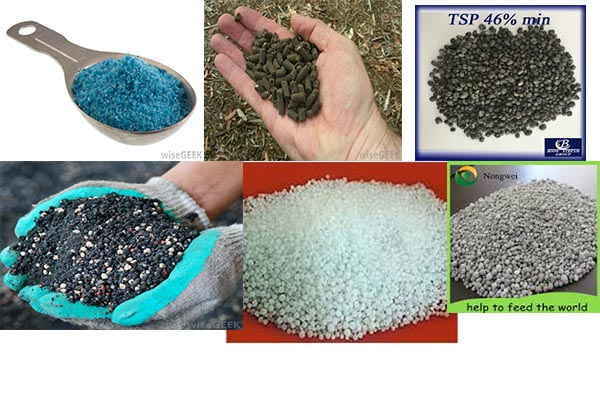 TSP 46% min
wiseGEEK
wiseGEEK
Nongwei
wiseGEEK
help to feed the world